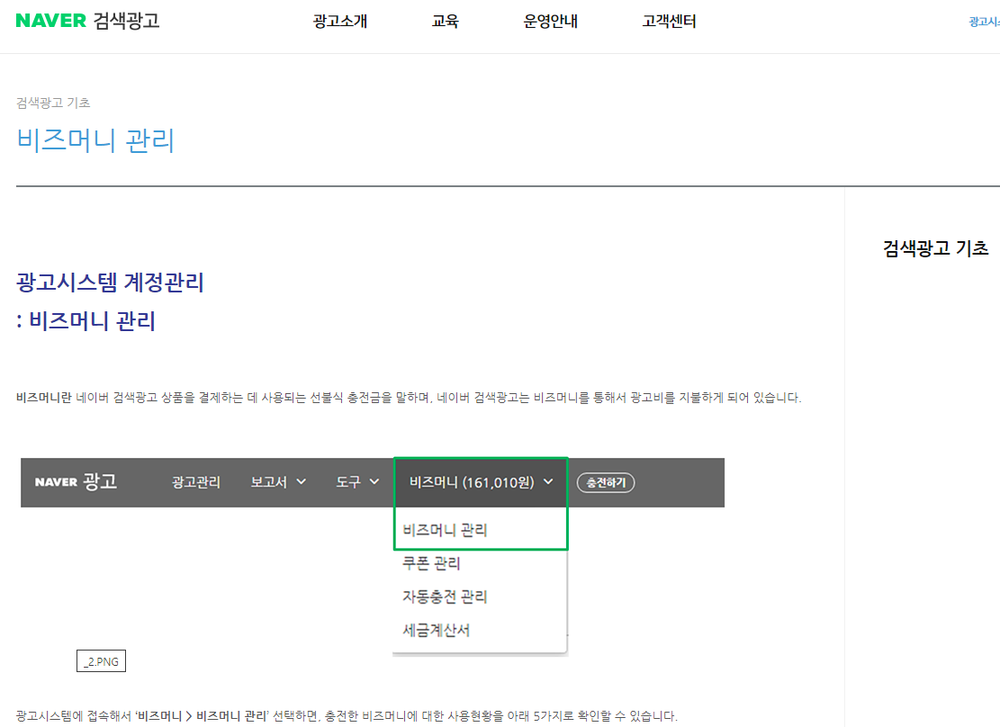 NAVER 검색광고 광고소개 교육 운영안내 고객센터
검색광고 기초
비즈머니 관리
검색광고 기초
광고시스템 계정관리
: 비즈머니 관리
비즈머니란 네이버 검색광고 상품을 결제하는 데 사용되는 선불식 충전금을 말하며, 네이버 검색광고는 비즈머니를 통해서 광고비를 지불하게 되어 있습니다.
NAVER 광고 광고관리 보고서 도구 비즈머니 (161,010원) 충전하기
비즈머니 관리
쿠폰 관리
자동충전 관리
세금계산서
_2.PNG
광고시스템에 접속해서 ‘비즈머니 > 비즈머니 관리’ 선택하면, 충전한 비즈머니에 대한 사용현황을 아래 5가지로 확인할 수 있습니다.